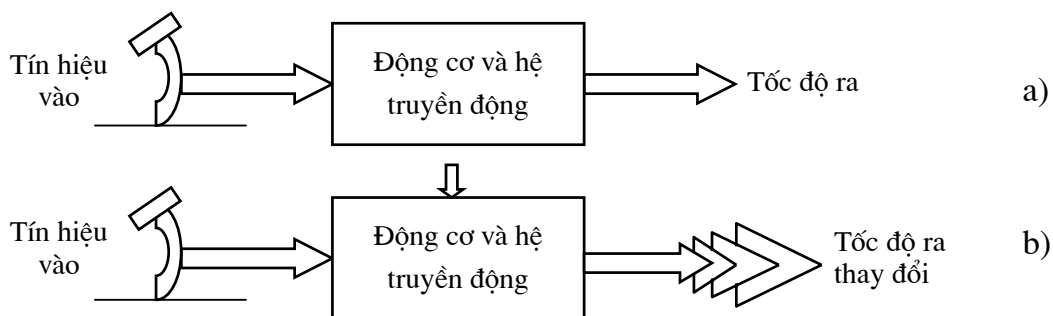 Tín hiệu
vào
Động cơ và hệ
truyền động
Tốc độ ra
a)
Tín hiệu
vào
Động cơ và hệ
truyền động
Tốc độ ra
thay đổi
b)